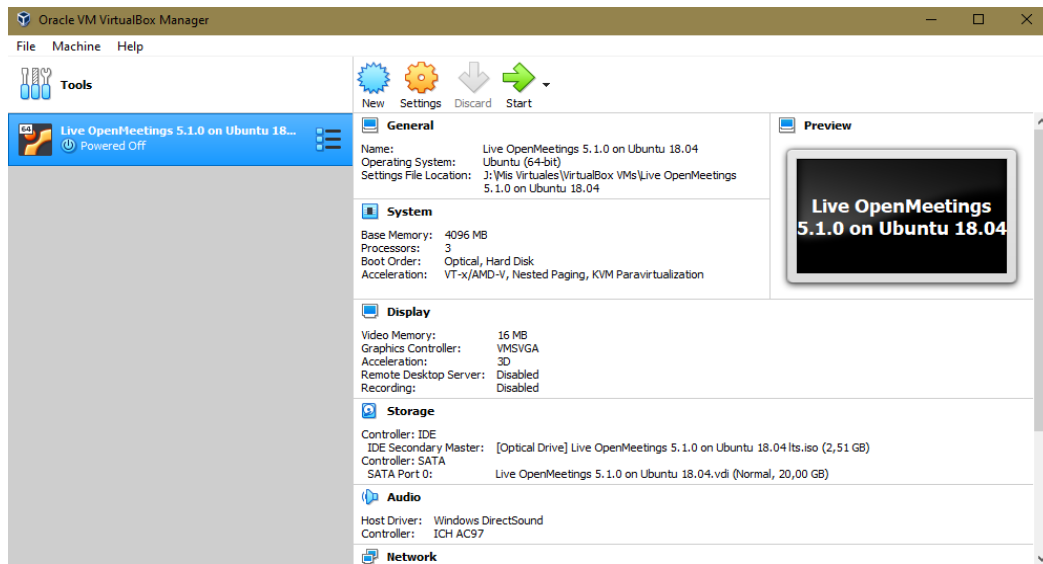 Oracle VM VirtualBox Manager
File Machine Help
Tools
New Settings Discard Start
64
Live OpenMeetings 5.1.0 on Ubuntu 18...
Powered Off
General
Name: Live OpenMeetings 5.1.0 on Ubuntu 18.04
Operating System: Ubuntu (64-bit)
Settings File Location: J:\Mis Virtuales\VirtualBox VMs\Live OpenMeetings
5.1.0 on Ubuntu 18.04
Preview
Live OpenMeetings
5.1.0 on Ubuntu 18.04
System
Base Memory: 4096 MB
Processors: 3
Boot Order: Optical, Hard Disk
Acceleration: VT-x/AMD-V, Nested Paging, KVM Paravirtualization
Display
Video Memory: 16 MB
Graphics Controller: VMSVGA
Acceleration: 3D
Remote Desktop Server: Disabled
Recording: Disabled
Storage
Controller: IDE
IDE Secondary Master: [Optical Drive] Live OpenMeetings 5.1.0 on Ubuntu 18.04 lts.iso (2,51 GB)
Controller: SATA
SATA Port 0: Live OpenMeetings 5.1.0 on Ubuntu 18.04.vdi (Normal, 20,00 GB)
Audio
Host Driver: Windows DirectSound
Controller: ICH AC97
Network